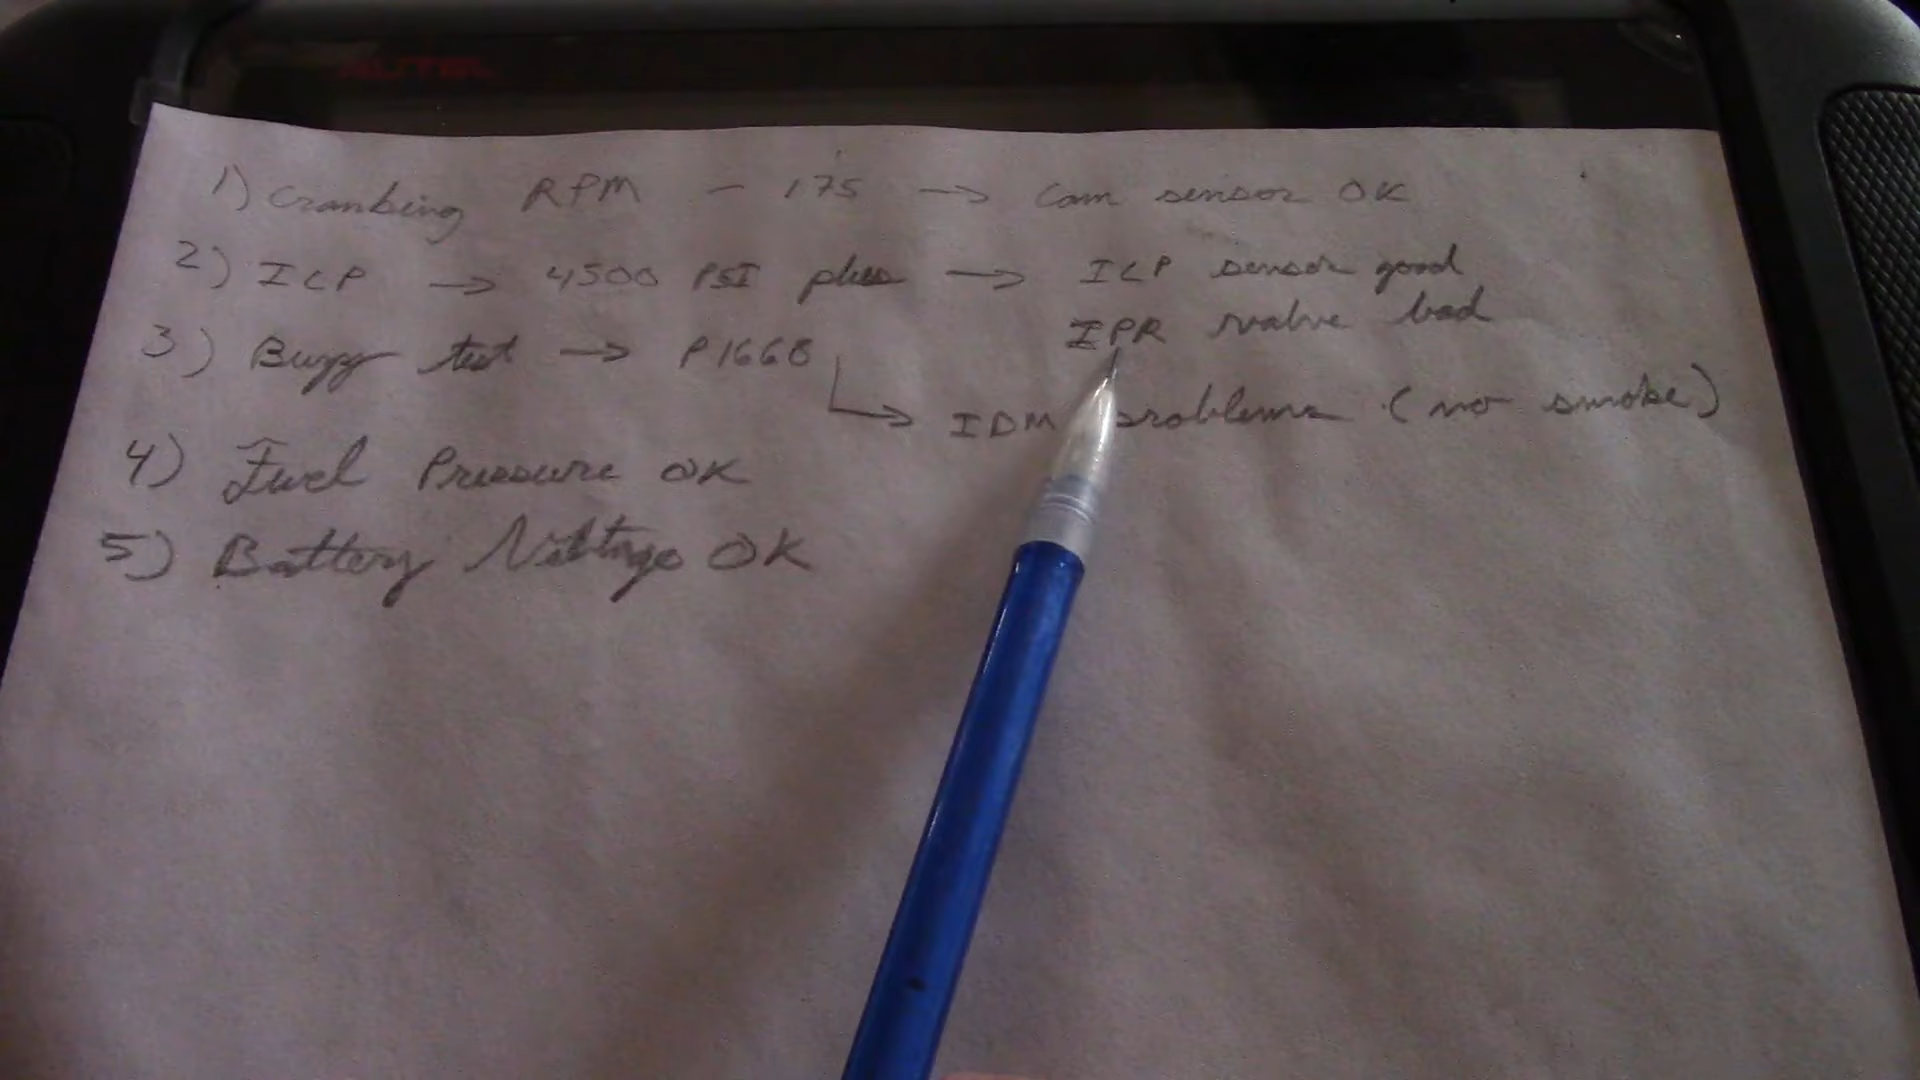 AUTEL
1) Cranking RPM - 175 -> Cam sensor OK
2) ICP -> 4500 PSI plus -> ICP sensor good
IPR valve bad
3) Buzz test -> P1668
-> IDM problems (no smoke)
4) Fuel Pressure OK
5) Battery Voltage OK